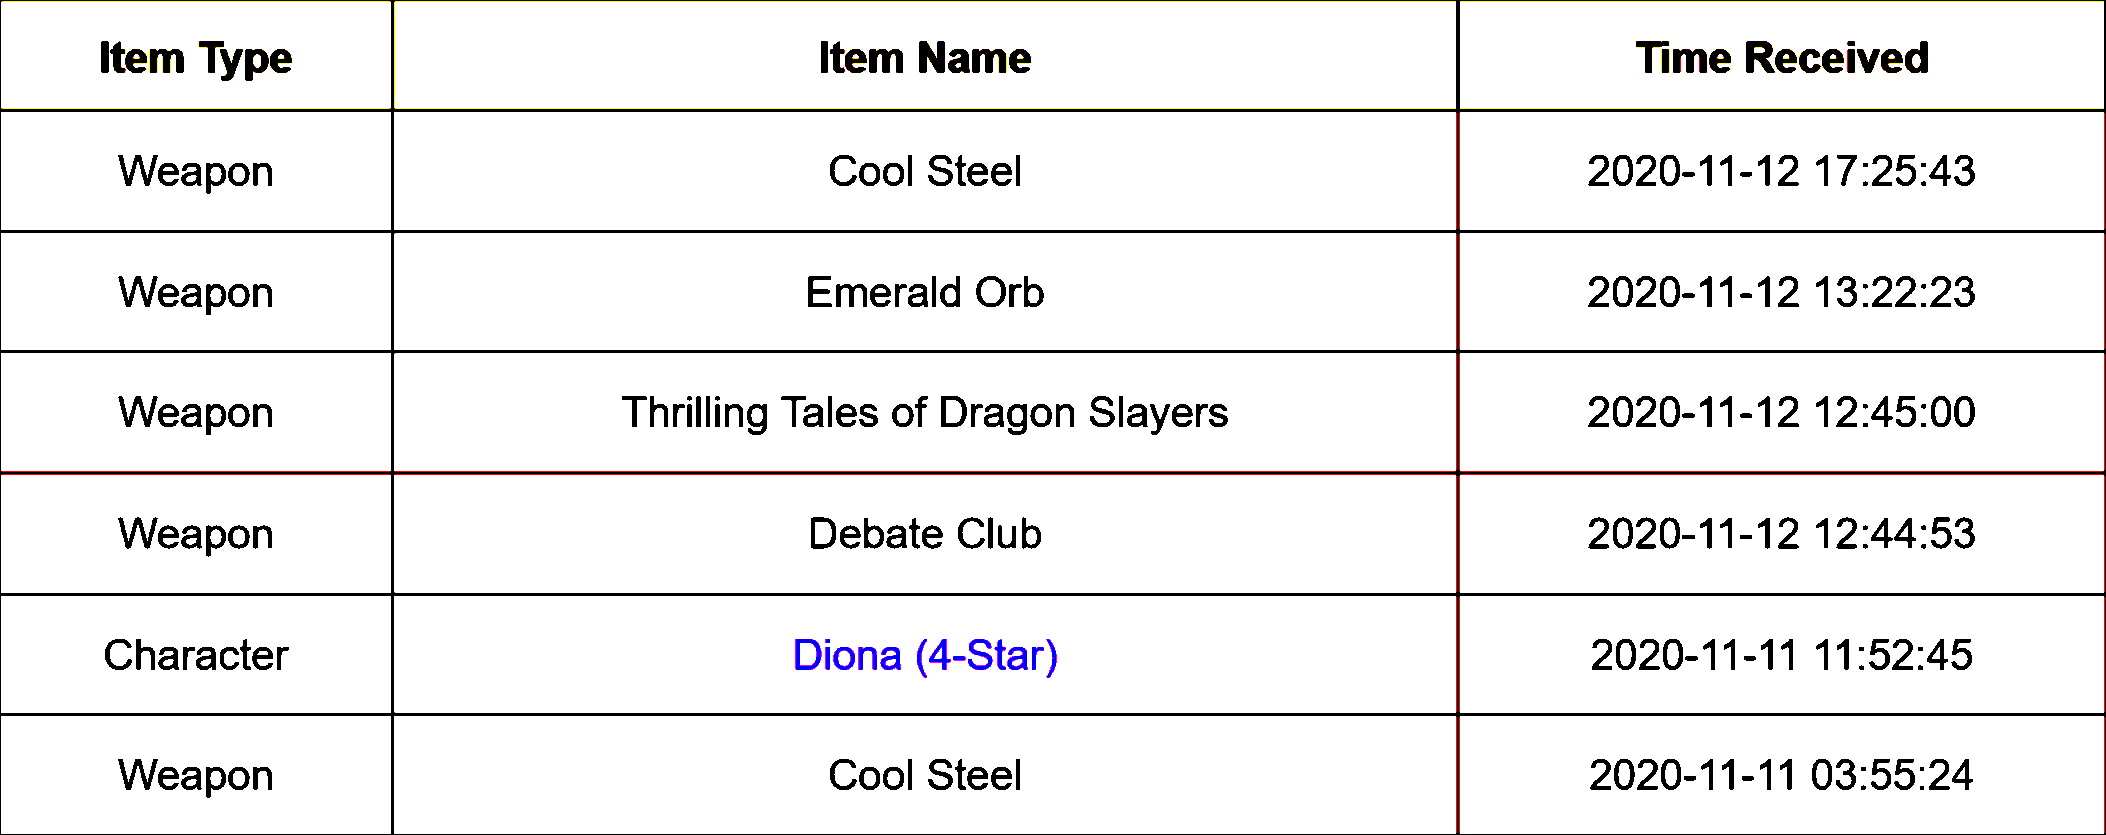 Item Type Item Name Time Received
Weapon Cool Steel 2020-11-12 17:25:43
Weapon Emerald Orb 2020-11-12 13:22:23
Weapon Thrilling Tales of Dragon Slayers 2020-11-12 12:45:00
Weapon Debate Club 2020-11-12 12:44:53
Character Diona (4-Star) 2020-11-11 11:52:45
Weapon Cool Steel 2020-11-11 03:55:24